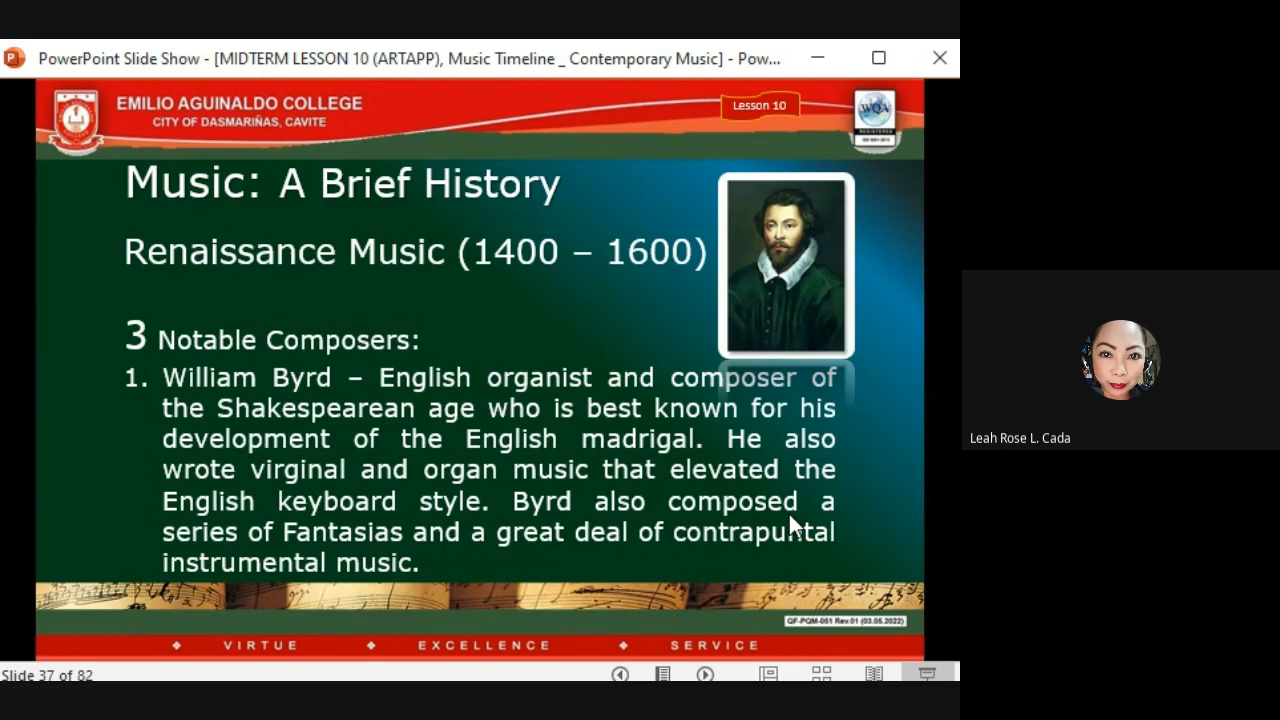 PowerPoint Slide Show - [MIDTERM LESSON 10 (ARTAPP), Music Timeline _ Contemporary Music] - Pow...
EMILIO AGUINALDO COLLEGE
CITY OF DASMARIÑAS, CAVITE
Lesson 10
WQA
REGISTERED
Music: A Brief History
Renaissance Music (1400 – 1600)
3 Notable Composers:
1. William Byrd – English organist and composer of
the Shakespearean age who is best known for his
development of the English madrigal. He also
wrote virginal and organ music that elevated the
English keyboard style. Byrd also composed a
series of Fantasias and a great deal of contrapuntal
instrumental music.
QF-PQM-051 Rev.01 (03.05.2022)
VIRTUE
EXCELLENCE
SERVICE
Slide 37 of 82
Leah Rose L. Cada